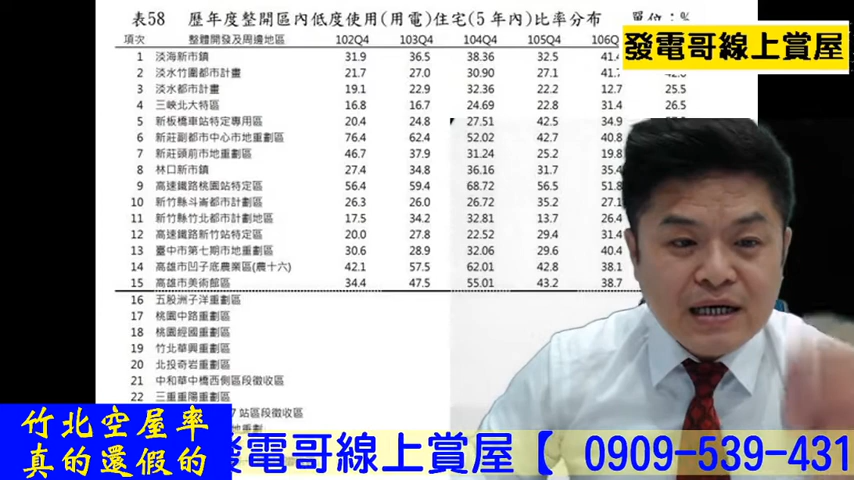 表58 歷年度整開區內低度使用(用電)住宅(5年內)比率分布 單位：%
項次 整體開發及周邊地區 102Q4 103Q4 104Q4 105Q4 106Q
發電哥線上賞屋
1 淡海新市鎮 31.9 36.5 38.36 32.5 41.4
2 淡水竹圍都市計畫 21.7 27.0 30.90 27.1 41.7
3 淡水都市計畫 19.1 22.9 32.36 22.2 12.7 25.5
4 三峽北大特區 16.8 16.7 24.69 22.8 31.4 26.5
5 新板橋車站特定專用區 20.4 24.8 27.51 42.5 34.9
6 新莊副都市中心市地重劃區 76.4 62.4 52.02 42.7 40.8
7 新莊頭前市地重劃區 46.7 37.9 31.24 25.2 19.8
8 林口新市鎮 27.4 34.8 36.16 31.7 35.4
9 高速鐵路桃園站特定區 56.4 59.4 68.72 56.5 51.8
10 新竹縣斗崙都市計劃區 26.3 26.0 26.72 35.2 27.1
11 新竹縣竹北都市計劃地區 17.5 34.2 32.81 13.7 26.4
12 高速鐵路新竹站特定區 20.0 27.8 22.52 29.4 31.4
13 臺中市第七期市地重劃區 30.6 28.9 32.06 29.6 40.4
14 高雄市凹子底農業區(農十六) 42.1 57.5 62.01 42.8 38.1
15 高雄市美術館區 34.4 47.5 55.01 43.2 38.7
16 五股洲子洋重劃區
17 桃園中路重劃區
18 桃園經國重劃區
19 竹北華興重劃區
20 北投奇岩重劃區
21 中和華中橋西側區段徵收區
22 三重重陽重劃區
7 站區段徵收區
竹北空屋率
真的還假的
發電哥線上賞屋【 0909-539-431